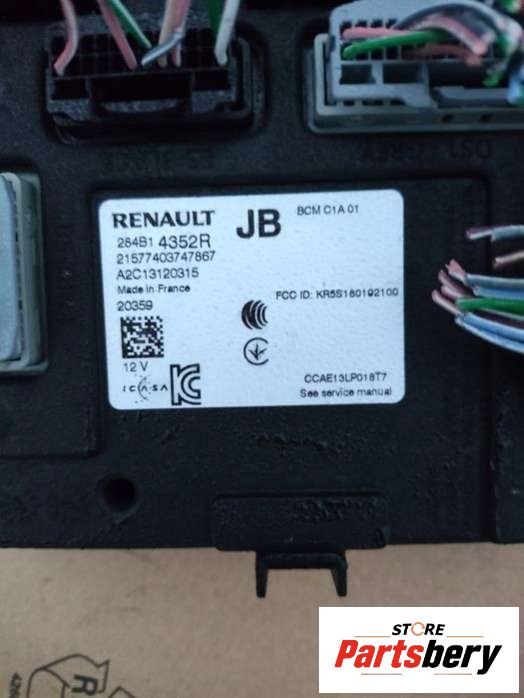 RENAULT JB BCM C1A 01
284B1 4352R
21577403747867
A2C13120315
Made in France
FCC ID: KR5S180192100
20359
12 V
ICASA
CCAE13LP018T7
See service manual
STORE
Partsbery